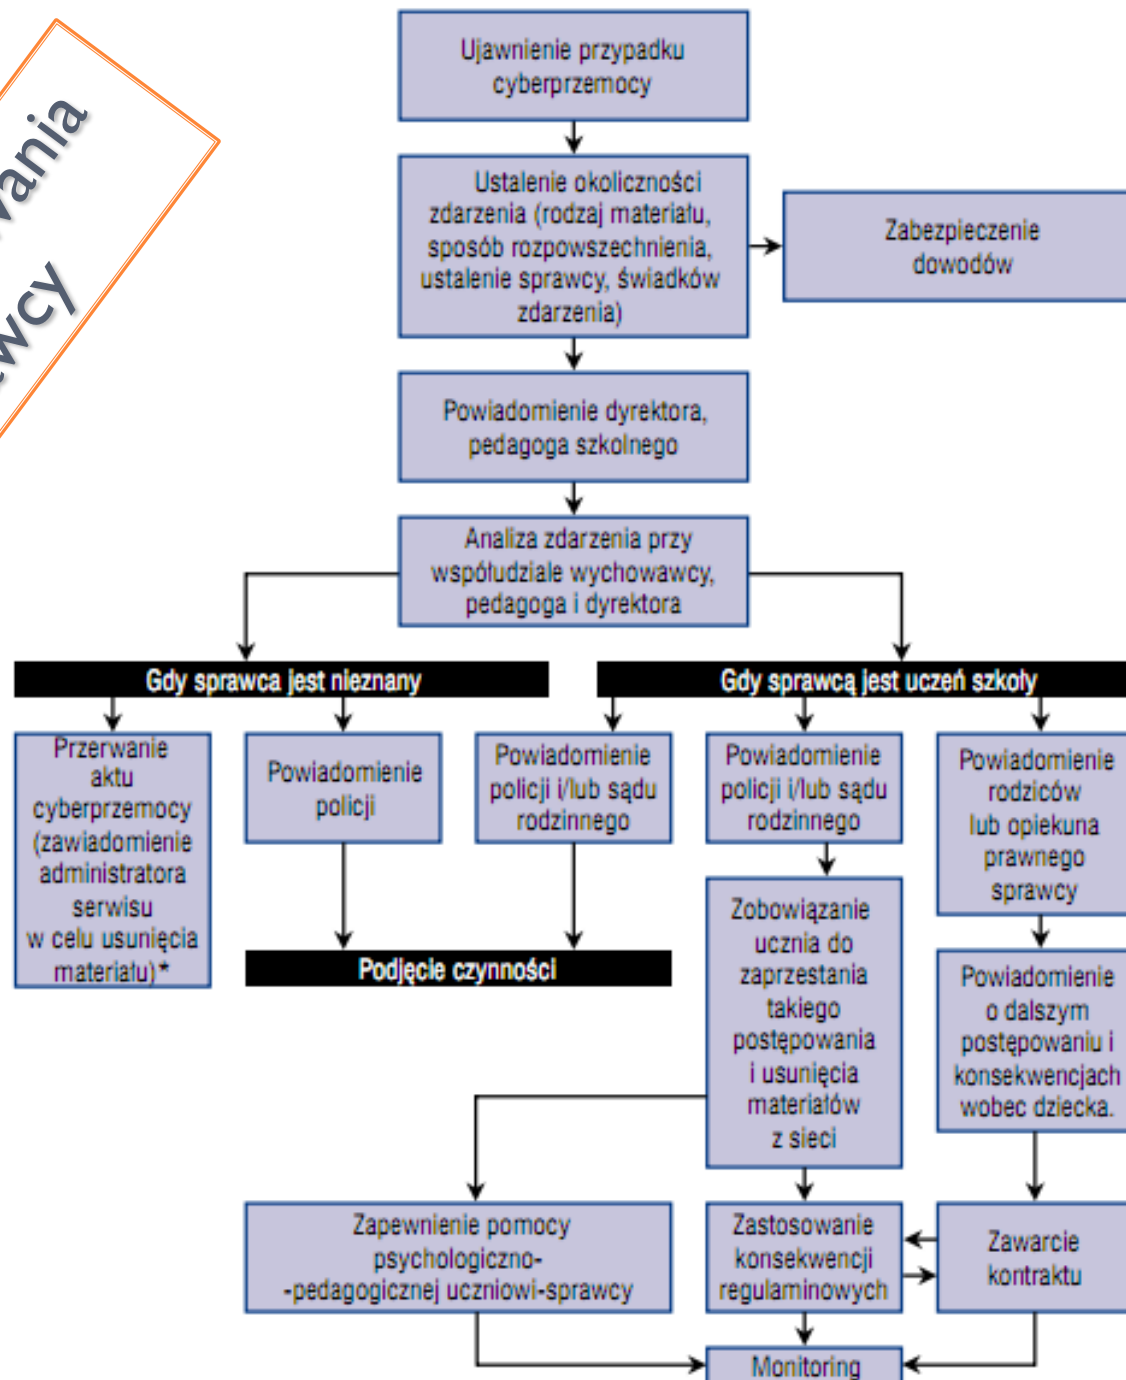 Ujawnienie przypadku
cyberprzemocy
Ustalenie okoliczności
zdarzenia (rodzaj materiału,
sposób rozpowszechnienia,
ustalenie sprawcy, świadków
zdarzenia)
Zabezpieczenie
dowodów
Powiadomienie dyrektora,
pedagoga szkolnego
Analiza zdarzenia przy
współudziale wychowawcy,
pedagoga i dyrektora
Gdy sprawca jest nieznany
Gdy sprawcą jest uczeń szkoły
Przerwanie
aktu
cyberprzemocy
(zawiadomienie
administratora
serwisu
w celu usunięcia
materiału)*
Powiadomienie
policji
Powiadomienie
policji i/lub sądu
rodzinnego
Powiadomienie
policji i/lub sądu
rodzinnego
Powiadomienie
rodziców
lub opiekuna
prawnego
sprawcy
Podjęcie czynności
Zobowiązanie
ucznia do
zaprzestania
takiego
postępowania
i usunięcia
materiałów
z sieci
Powiadomienie
o dalszym
postępowaniu i
konsekwencjach
wobec dziecka.
Zapewnienie pomocy
psychologiczno-
-pedagogicznej uczniowi-sprawcy
Zastosowanie
konsekwencji
regulaminowych
Zawarcie
kontraktu
Monitoring